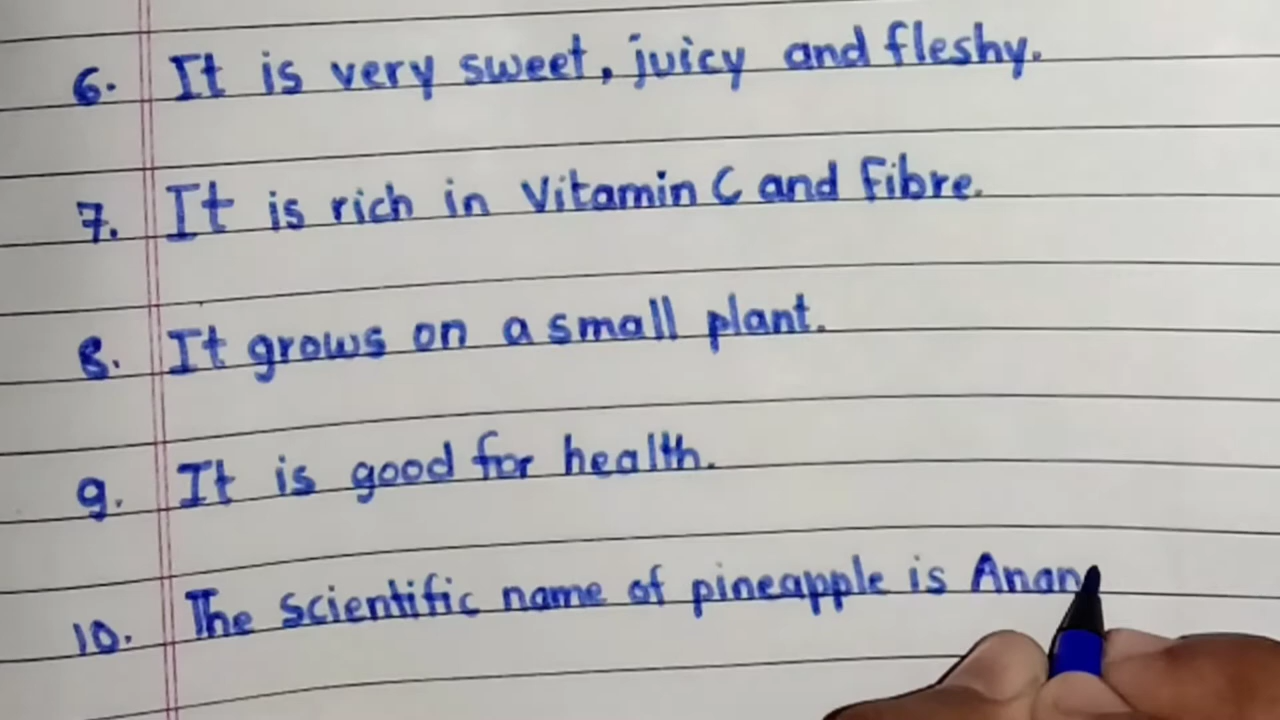 6. It is very sweet, juicy and fleshy.
7. It is rich in Vitamin C and Fibre.
8. It grows on a small plant.
9. It is good for health.
10. The Scientific name of pineapple is Anan